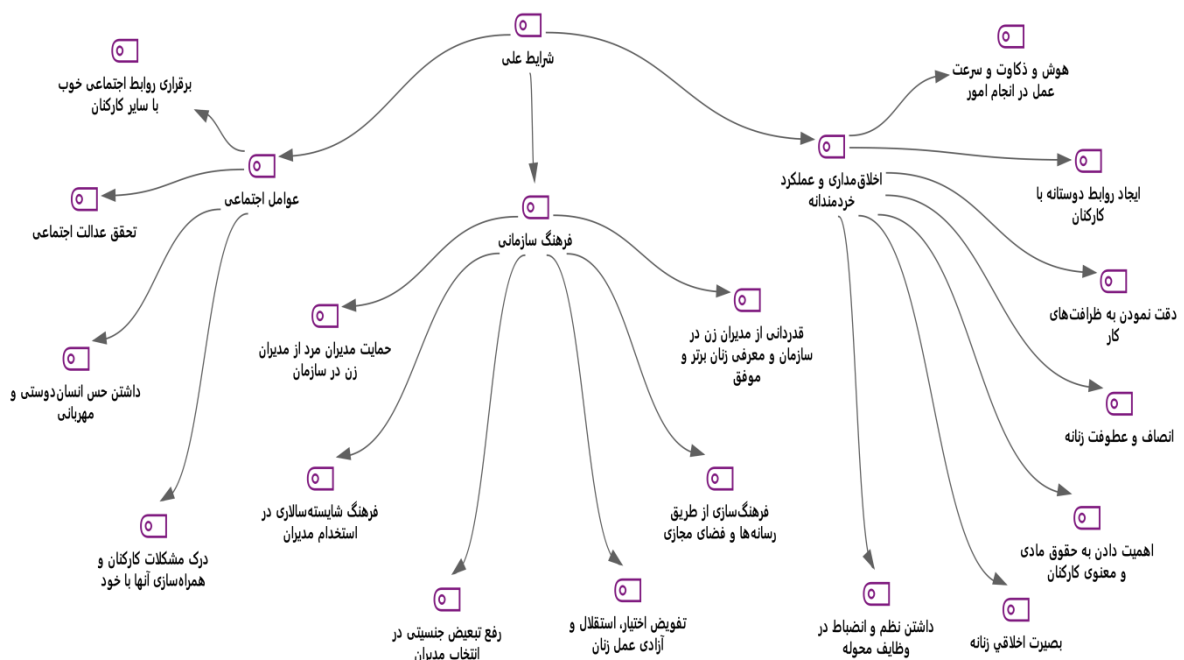 شرایط علی
هوش و ذکاوت و سرعت
عمل در انجام امور
ایجاد روابط دوستانه با
کارکنان
اخلاق‌مداری و عملکرد
خردمندانه
دقت نمودن به ظرافت‌های
کار
انصاف و عطوفت زنانه
اهمیت دادن به حقوق مادی
و معنوی کارکنان
بصیرت اخلاقي زنانه
داشتن نظم و انضباط در
وظایف محوله
فرهنگ سازمانی
قدردانی از مدیران زن در
سازمان و معرفی زنان برتر و
موفق
فرهنگ‌سازی از طریق
رسانه‌ها و فضای مجازی
تفویض اختیار، استقلال و
آزادی عمل زنان
رفع تبعیض جنسیتی در
انتخاب مدیران
فرهنگ شایسته‌سالاری در
استخدام مدیران
حمایت مدیران مرد از مدیران
زن در سازمان
عوامل اجتماعی
برقراری روابط اجتماعی خوب
با سایر کارکنان
تحقق عدالت اجتماعی
داشتن حس انسان‌دوستی و
مهربانی
درک مشکلات کارکنان و
همراه‌سازی آنها با خود